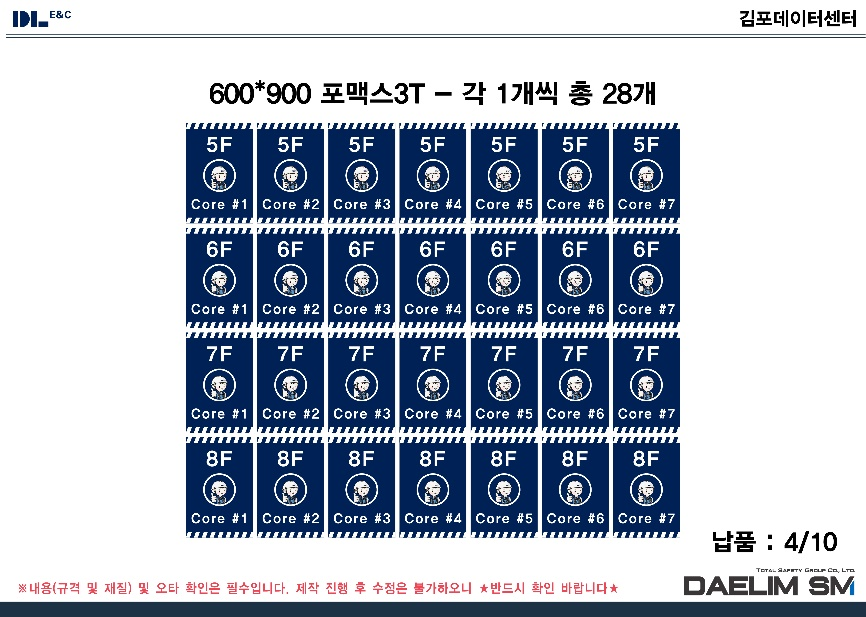 DL E&C
김포데이터센터
600*900 포맥스3T - 각 1개씩 총 28개
5F 5F 5F 5F 5F 5F 5F
Core #1 Core #2 Core #3 Core #4 Core #5 Core #6 Core #7
6F 6F 6F 6F 6F 6F 6F
Core #1 Core #2 Core #3 Core #4 Core #5 Core #6 Core #7
7F 7F 7F 7F 7F 7F 7F
Core #1 Core #2 Core #3 Core #4 Core #5 Core #6 Core #7
8F 8F 8F 8F 8F 8F 8F
Core #1 Core #2 Core #3 Core #4 Core #5 Core #6 Core #7
납품 : 4/10
※내용(규격 및 재질) 및 오타 확인은 필수입니다. 제작 진행 후 수정은 불가하오니 ★반드시 확인 바랍니다★
TOTAL SAFETY GROUP CO., LTD.
DAELIM SM